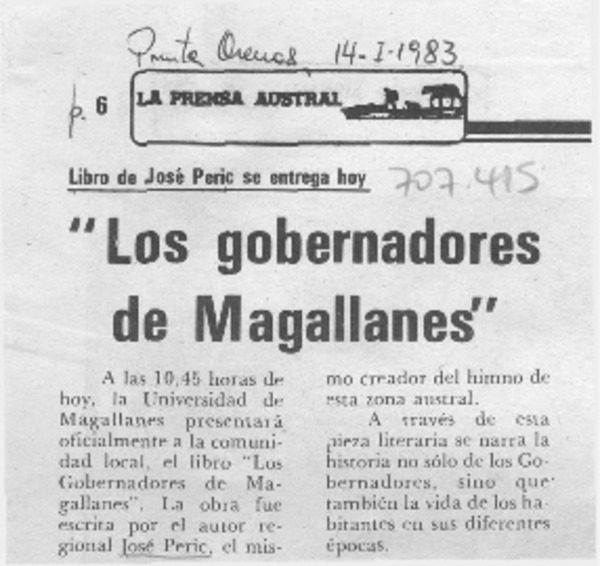 Punta Arenas 14-I-1983
p. 6 LA PRENSA AUSTRAL
Libro de José Peric se entrega hoy 707.415
"Los gobernadores
de Magallanes"
A las 10,45 horas de
hoy, la Universidad de
Magallanes presentará
oficialmente a la comuni-
dad local, el libro "Los
Gobernadores de Ma-
gallanes". La obra fue
escrita por el autor re-
gional José Peric, el mis-
mo creador del himno de
esta zona austral.
A través de esta
pieza literaria se narra la
historia no sólo de los Go-
bernadores, sino que
también la vida de los ha-
bitantes en sus diferentes
épocas.